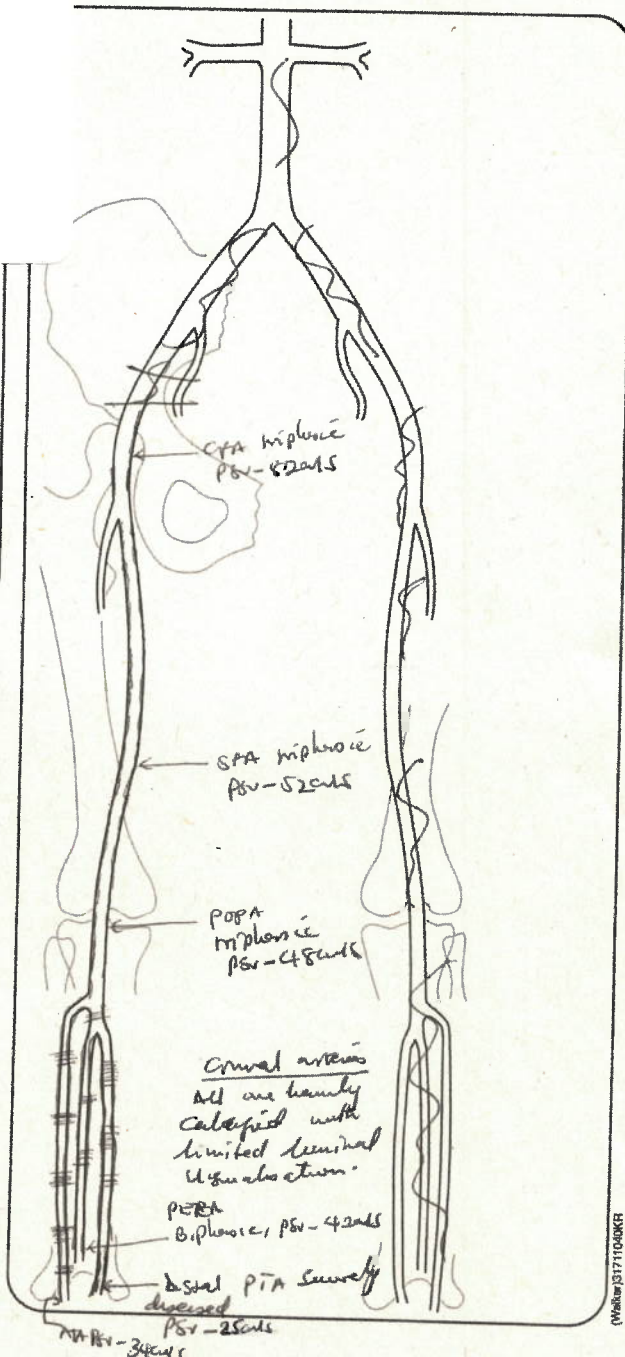 CFA triphasic
PSV-82cm/s
SFA triphasic
PSV-52cm/s
POPA
triphasic
PSV-48cm/s
Crural arteries
All are heavily
Calcified with
limited luminal
visualisation.
PERA
Biphasic, PSV-42cm/s
distal PTA Severely
diseased
PSV-25cm/s
ATA PSV-34cm/s
(Walker)31711040KR